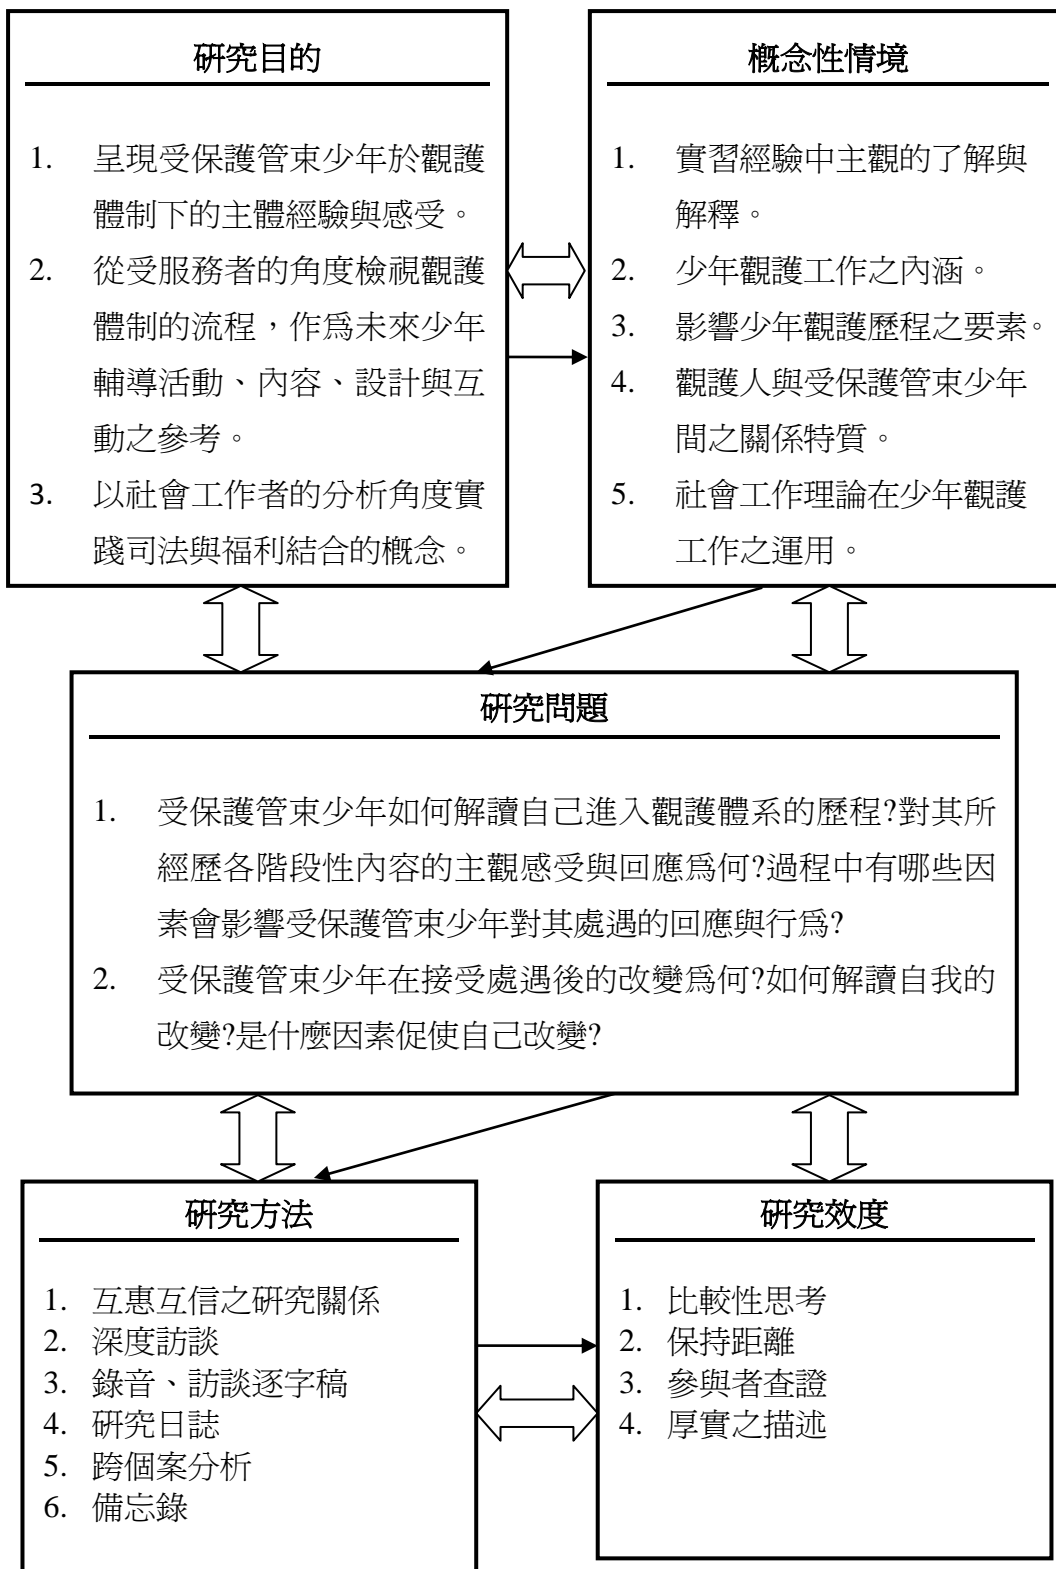 研究目的
1. 呈現受保護管束少年於觀護
體制下的主體經驗與感受。
2. 從受服務者的角度檢視觀護
體制的流程，作為未來少年
輔導活動、內容、設計與互
動之參考。
3. 以社會工作者的分析角度實
踐司法與福利結合的概念。
概念性情境
1. 實習經驗中主觀的了解與
解釋。
2. 少年觀護工作之內涵。
3. 影響少年觀護歷程之要素。
4. 觀護人與受保護管束少年
間之關係特質。
5. 社會工作理論在少年觀護
工作之運用。
研究問題
1. 受保護管束少年如何解讀自己進入觀護體系的歷程?對其所
經歷各階段性內容的主觀感受與回應為何?過程中有哪些因
素會影響受保護管束少年對其處遇的回應與行為?
2. 受保護管束少年在接受處遇後的改變為何?如何解讀自我的
改變?是什麼因素促使自己改變?
研究方法
1. 互惠互信之研究關係
2. 深度訪談
3. 錄音、訪談逐字稿
4. 研究日誌
5. 跨個案分析
6. 備忘錄
研究效度
1. 比較性思考
2. 保持距離
3. 參與者查證
4. 厚實之描述